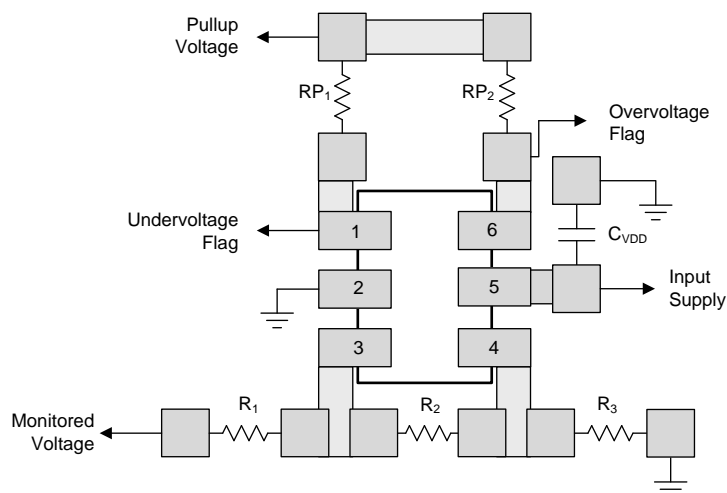 Pullup
Voltage
RP1
RP2
Overvoltage
Flag
Undervoltage
Flag
1
6
CVDD
2
5
Input
Supply
3
4
Monitored
Voltage
R1
R2
R3